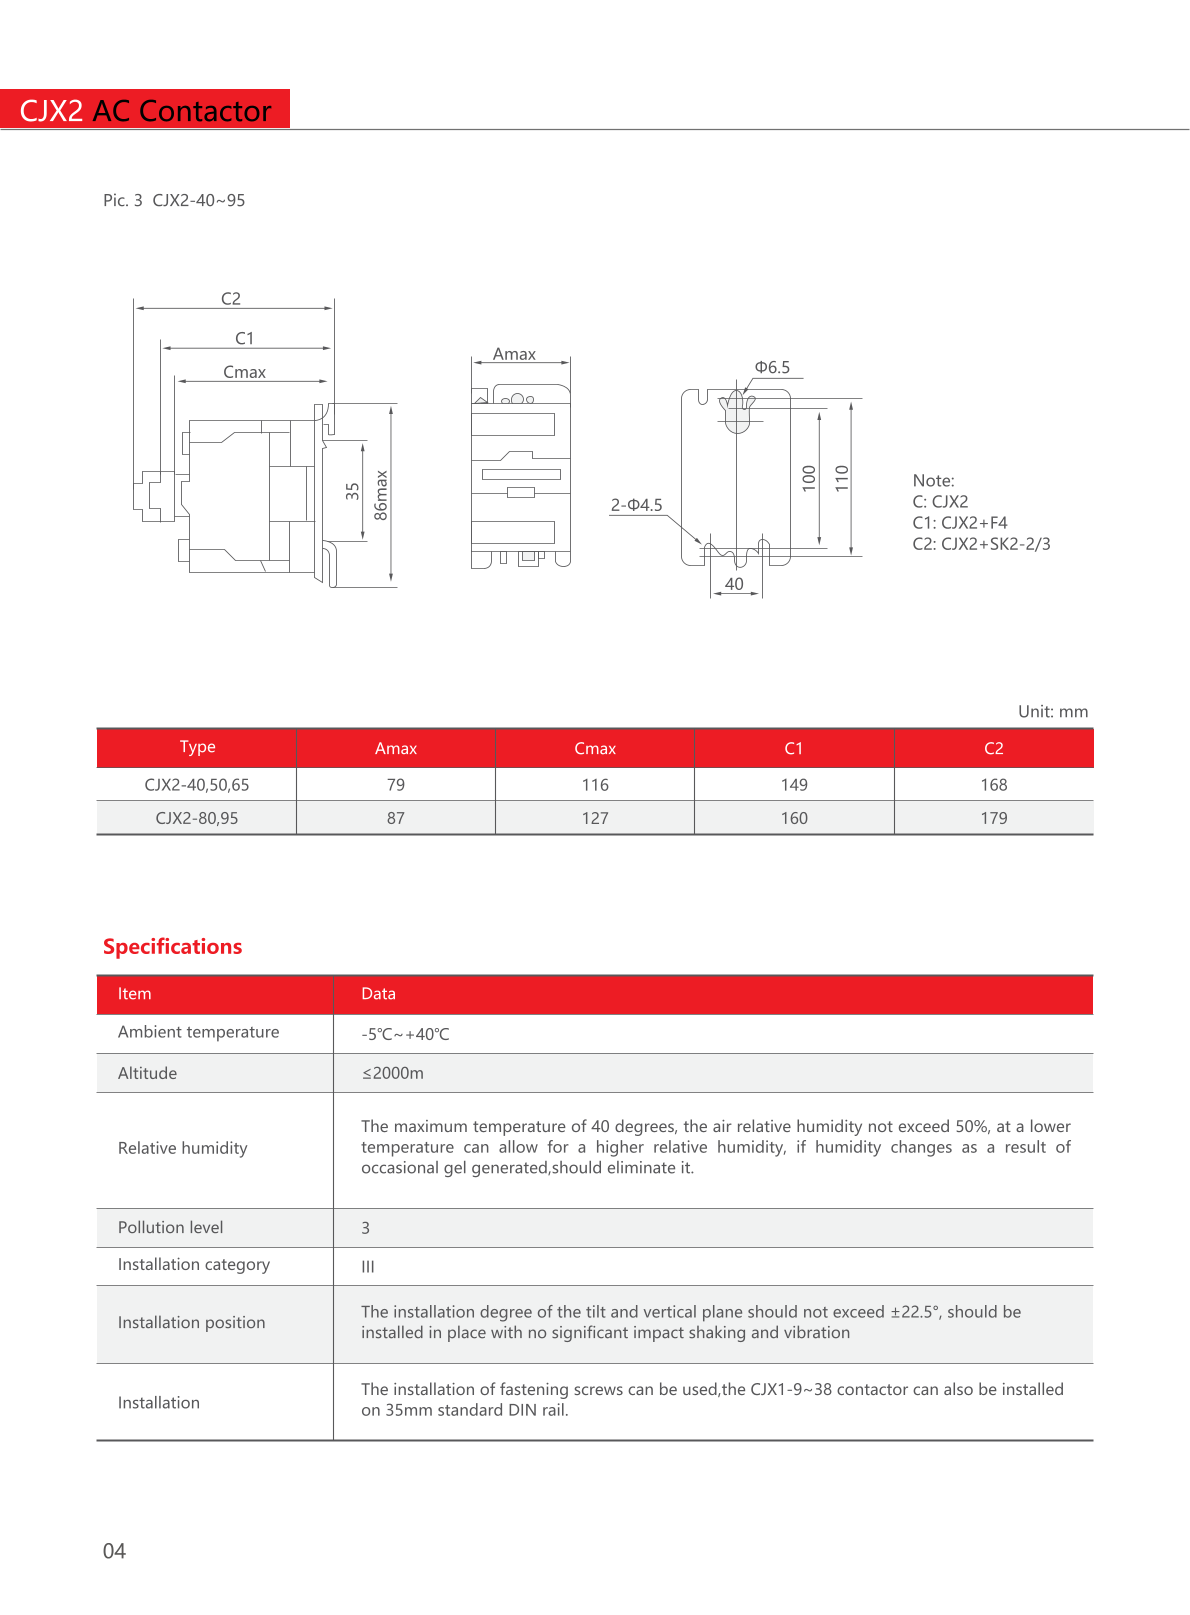 CJX2 AC Contactor
Pic. 3 CJX2-40~95
C2
C1
Cmax
35
86max
Amax
Φ6.5
2-Φ4.5
100
110
40
Note:
C: CJX2
C1: CJX2+F4
C2: CJX2+SK2-2/3
Unit: mm
Type Amax Cmax C1 C2
CJX2-40,50,65 79 116 149 168
CJX2-80,95 87 127 160 179
Specifications
Item Data
Ambient temperature -5℃~+40℃
Altitude ≤2000m
Relative humidity
The maximum temperature of 40 degrees, the air relative humidity not exceed 50%, at a lower
temperature can allow for a higher relative humidity, if humidity changes as a result of
occasional gel generated,should eliminate it.
Pollution level 3
Installation category III
Installation position
The installation degree of the tilt and vertical plane should not exceed ±22.5°, should be
installed in place with no significant impact shaking and vibration
Installation
The installation of fastening screws can be used,the CJX1-9~38 contactor can also be installed
on 35mm standard DIN rail.
04